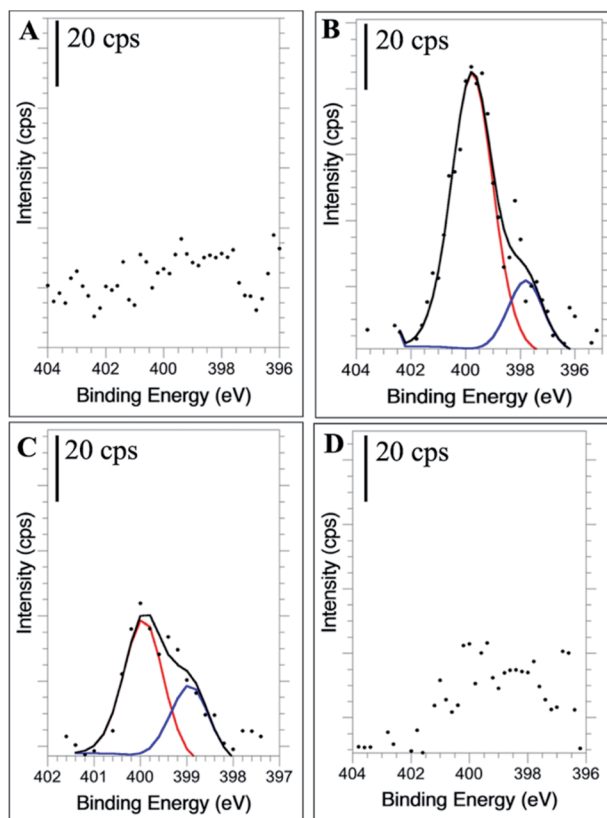 A
20 cps
Intensity (cps)
404 402 400 398 396
Binding Energy (eV)
B
20 cps
Intensity (cps)
404 402 400 398 396
Binding Energy (eV)
C
20 cps
Intensity (cps)
402 401 400 399 398 397
Binding Energy (eV)
D
20 cps
Intensity (cps)
404 402 400 398 396
Binding Energy (eV)